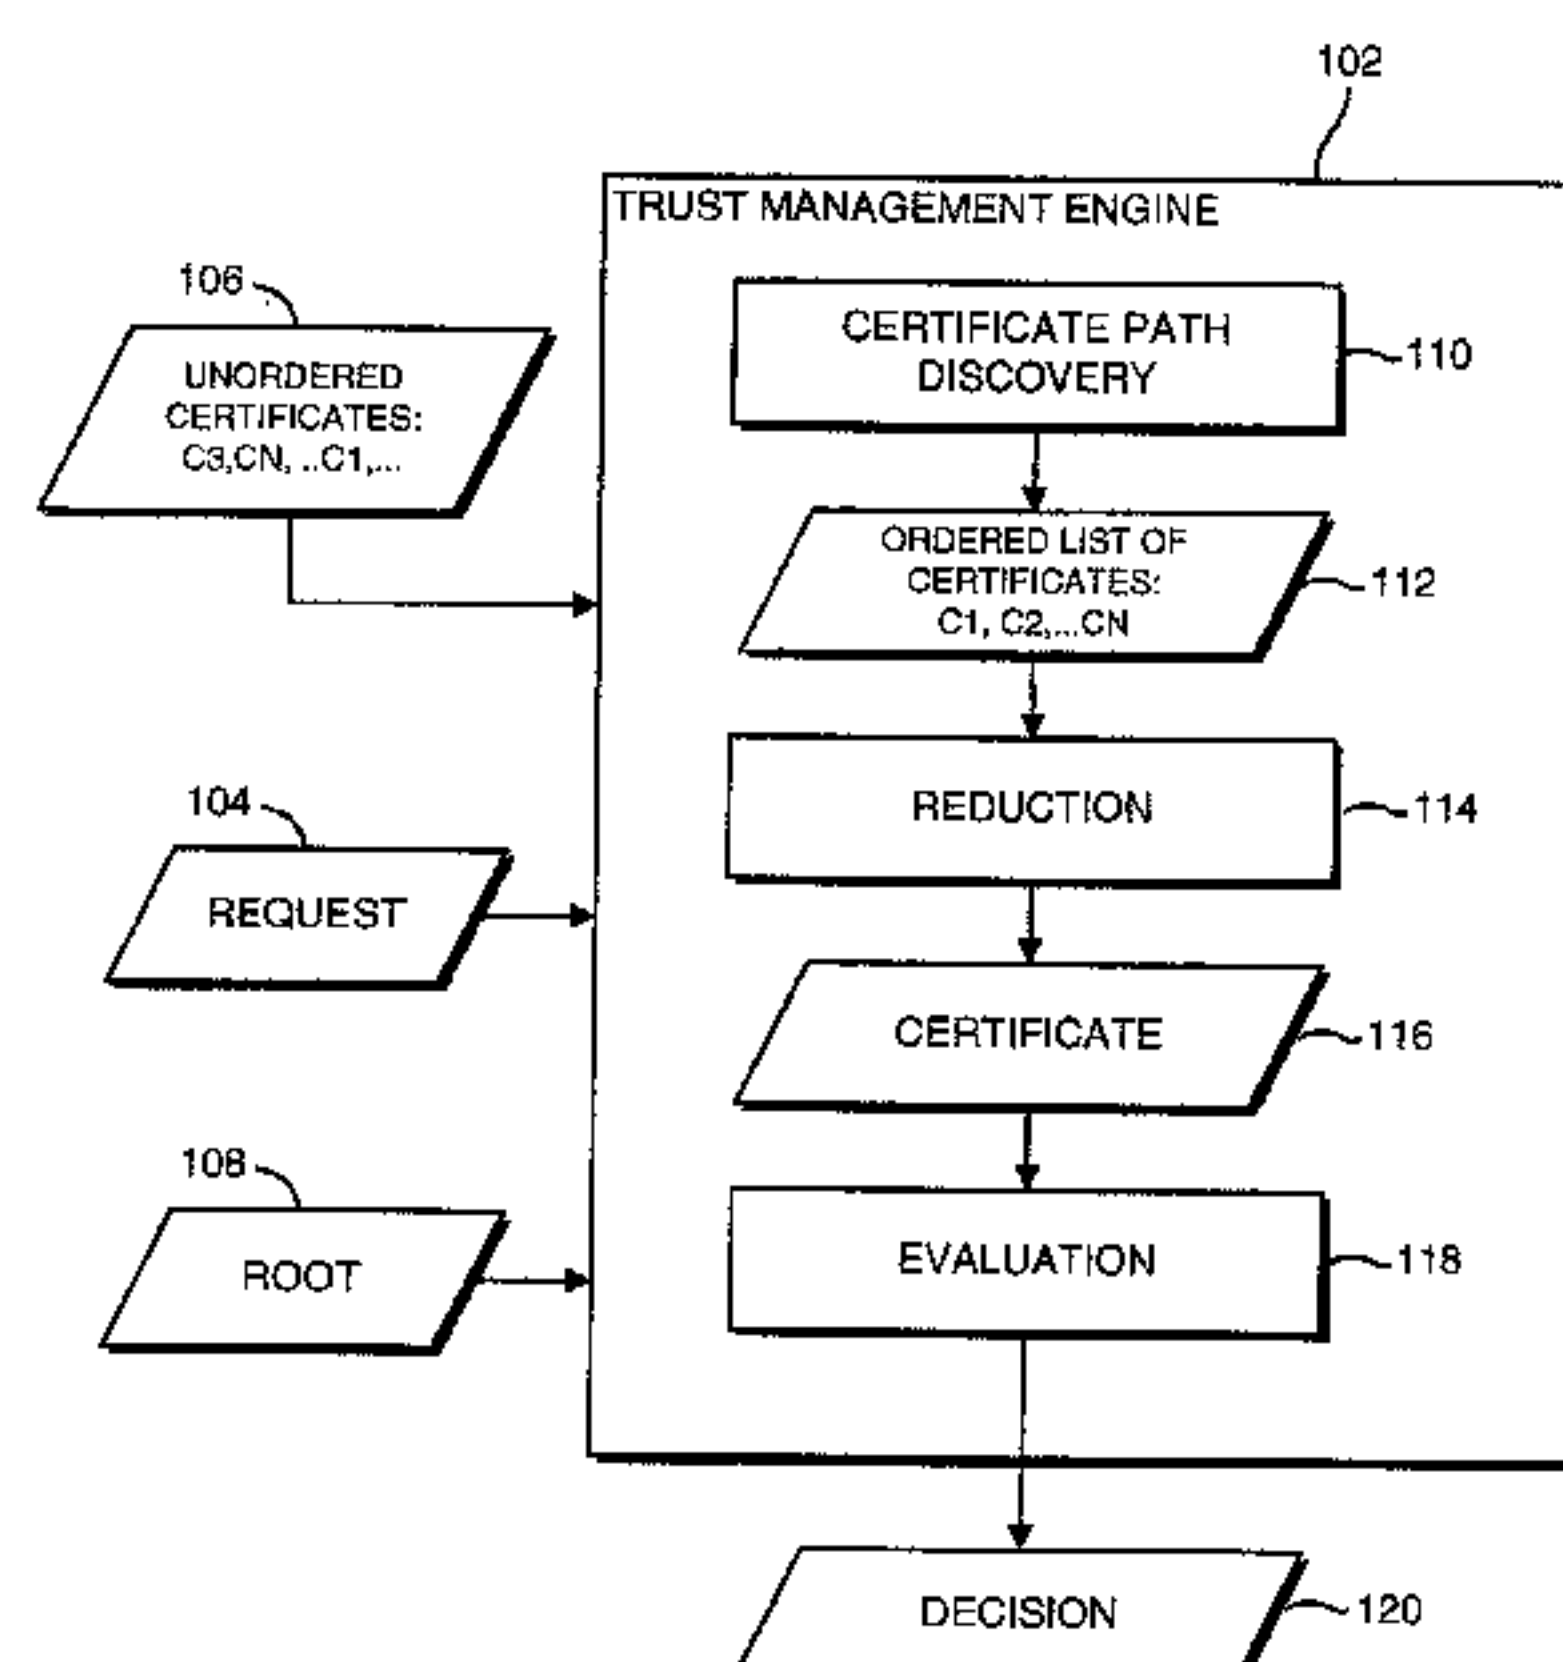 102
TRUST MANAGEMENT ENGINE
106
UNORDERED
CERTIFICATES:
C3,CN, ..C1,...
CERTIFICATE PATH
DISCOVERY
110
ORDERED LIST OF
CERTIFICATES:
C1, C2,...CN
112
104
REQUEST
REDUCTION
114
CERTIFICATE
116
108
ROOT
EVALUATION
118
DECISION
120